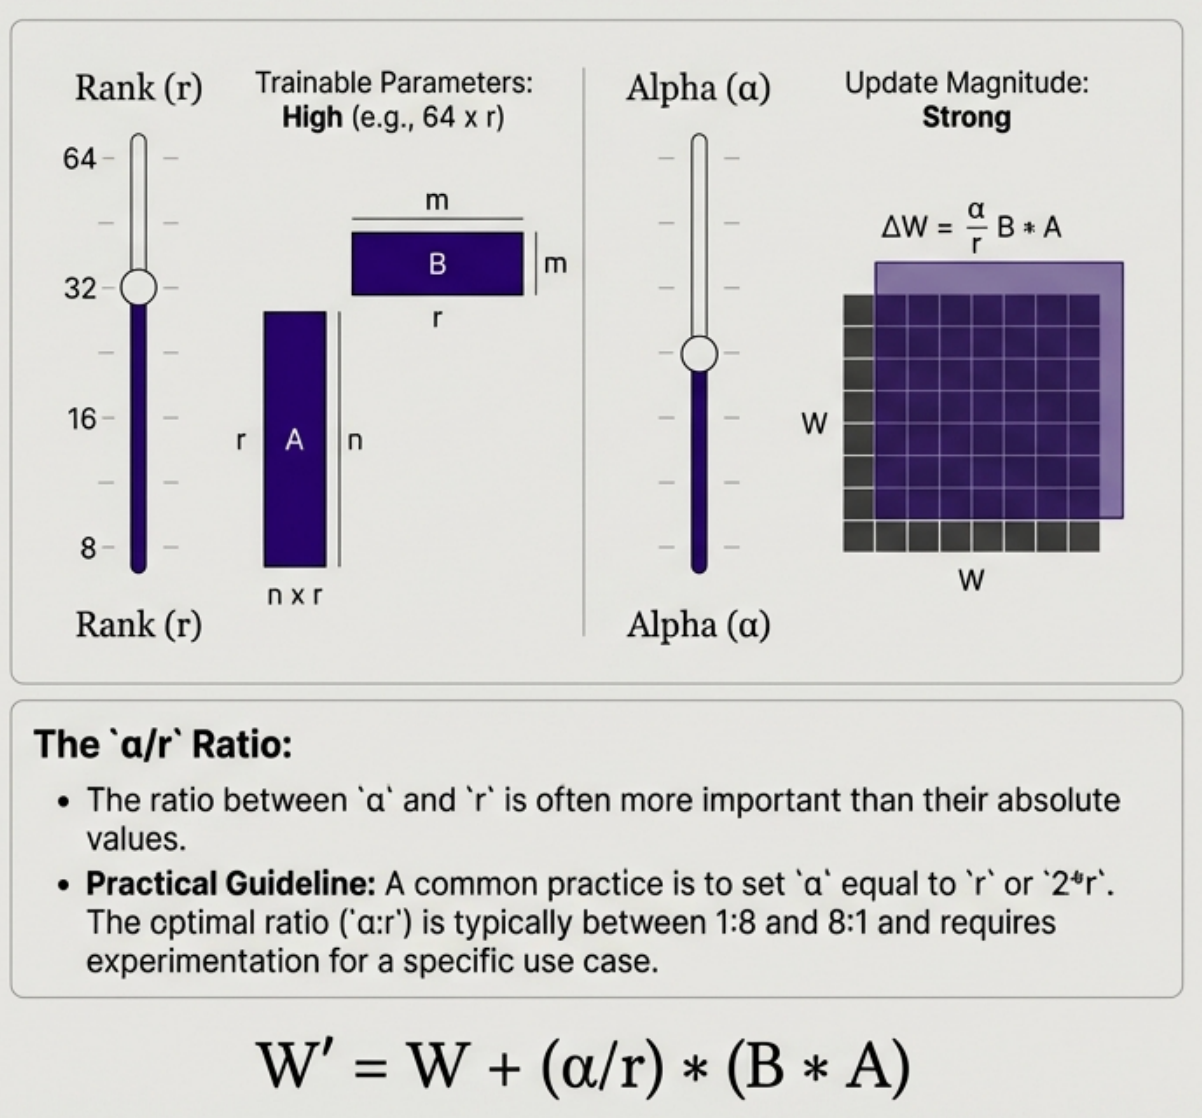 Rank (r)
Trainable Parameters:
High (e.g., 64 x r)
64
32
16
8
m
B
m
r
r
A
n
n x r
Rank (r)
Alpha (α)
Update Magnitude:
Strong
ΔW = α/r B * A
W
W
Alpha (α)
The `α/r` Ratio:
• The ratio between `α` and `r` is often more important than their absolute
values.
• Practical Guideline: A common practice is to set `α` equal to `r` or `2*r`.
The optimal ratio (`α:r`) is typically between 1:8 and 8:1 and requires
experimentation for a specific use case.
W′ = W + (α/r) * (B * A)